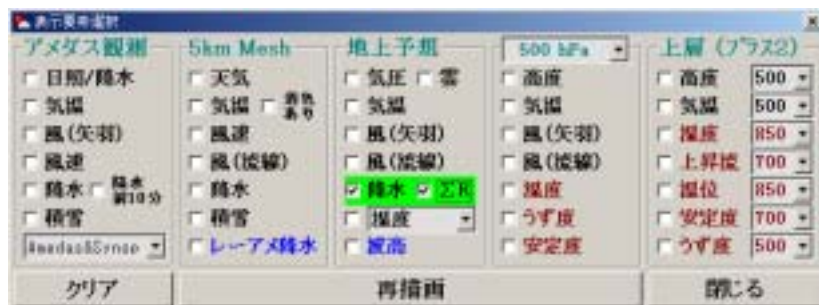 表示要素選択
アメダス観測
日照/降水
気温
風(矢羽)
風速
降水 降水前10分
積雪
Amedas&Synop
5km Mesh
天気
気温 着色あり
風速
風(流線)
降水
積雪
レーアメ降水
地上予想
気圧 雲
気温
風(矢羽)
風(流線)
降水 ΣR
湿度
波高
500 hPa
高度
気温
風(矢羽)
風(流線)
湿度
うず度
安定度
上層 (プラス2)
高度 500
気温 500
湿度 850
上昇流 700
温位 850
安定度 700
うず度 500
クリア
再描画
閉じる